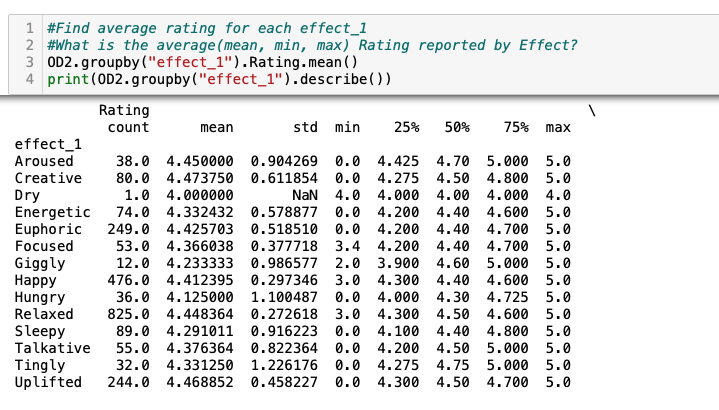 1 #Find average rating for each effect_1
2 #What is the average(mean, min, max) Rating reported by Effect?
3 OD2.groupby("effect_1").Rating.mean()
4 print(OD2.groupby("effect_1").describe())
Rating \
count mean std min 25% 50% 75% max
effect_1
Aroused 38.0 4.450000 0.904269 0.0 4.425 4.70 5.000 5.0
Creative 80.0 4.473750 0.611854 0.0 4.275 4.50 4.800 5.0
Dry 1.0 4.000000 NaN 4.0 4.000 4.00 4.000 4.0
Energetic 74.0 4.332432 0.578877 0.0 4.200 4.40 4.600 5.0
Euphoric 249.0 4.425703 0.518510 0.0 4.200 4.40 4.700 5.0
Focused 53.0 4.366038 0.377718 3.4 4.200 4.40 4.700 5.0
Giggly 12.0 4.233333 0.986577 2.0 3.900 4.60 5.000 5.0
Happy 476.0 4.412395 0.297346 3.0 4.300 4.40 4.600 5.0
Hungry 36.0 4.125000 1.100487 0.0 4.000 4.30 4.725 5.0
Relaxed 825.0 4.448364 0.272618 3.0 4.300 4.50 4.600 5.0
Sleepy 89.0 4.291011 0.916223 0.0 4.100 4.40 4.800 5.0
Talkative 55.0 4.376364 0.822364 0.0 4.200 4.50 5.000 5.0
Tingly 32.0 4.331250 1.226176 0.0 4.275 4.75 5.000 5.0
Uplifted 244.0 4.468852 0.458227 0.0 4.300 4.50 4.700 5.0